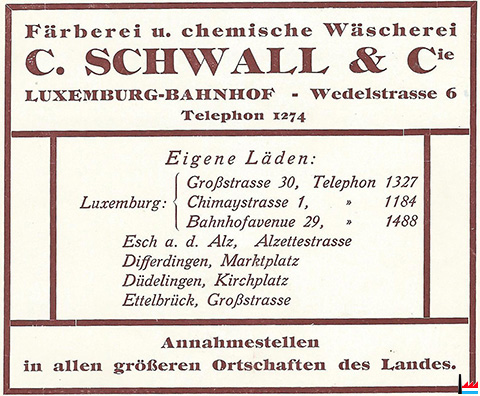 Färberei u. chemische Wäscherei
C. SCHWALL & Cie
LUXEMBURG-BAHNHOF - Wedelstrasse 6
Telephon 1274
Eigene Läden:
Luxemburg: Großstrasse 30, Telephon 1327
Chimaystrasse 1, » 1184
Bahnhofavenue 29, » 1488
Esch a. d. Alz, Alzettestrasse
Differdingen, Marktplatz
Düdelingen, Kirchplatz
Ettelbrück, Großstrasse
Annahmestellen
in allen größeren Ortschaften des Landes.